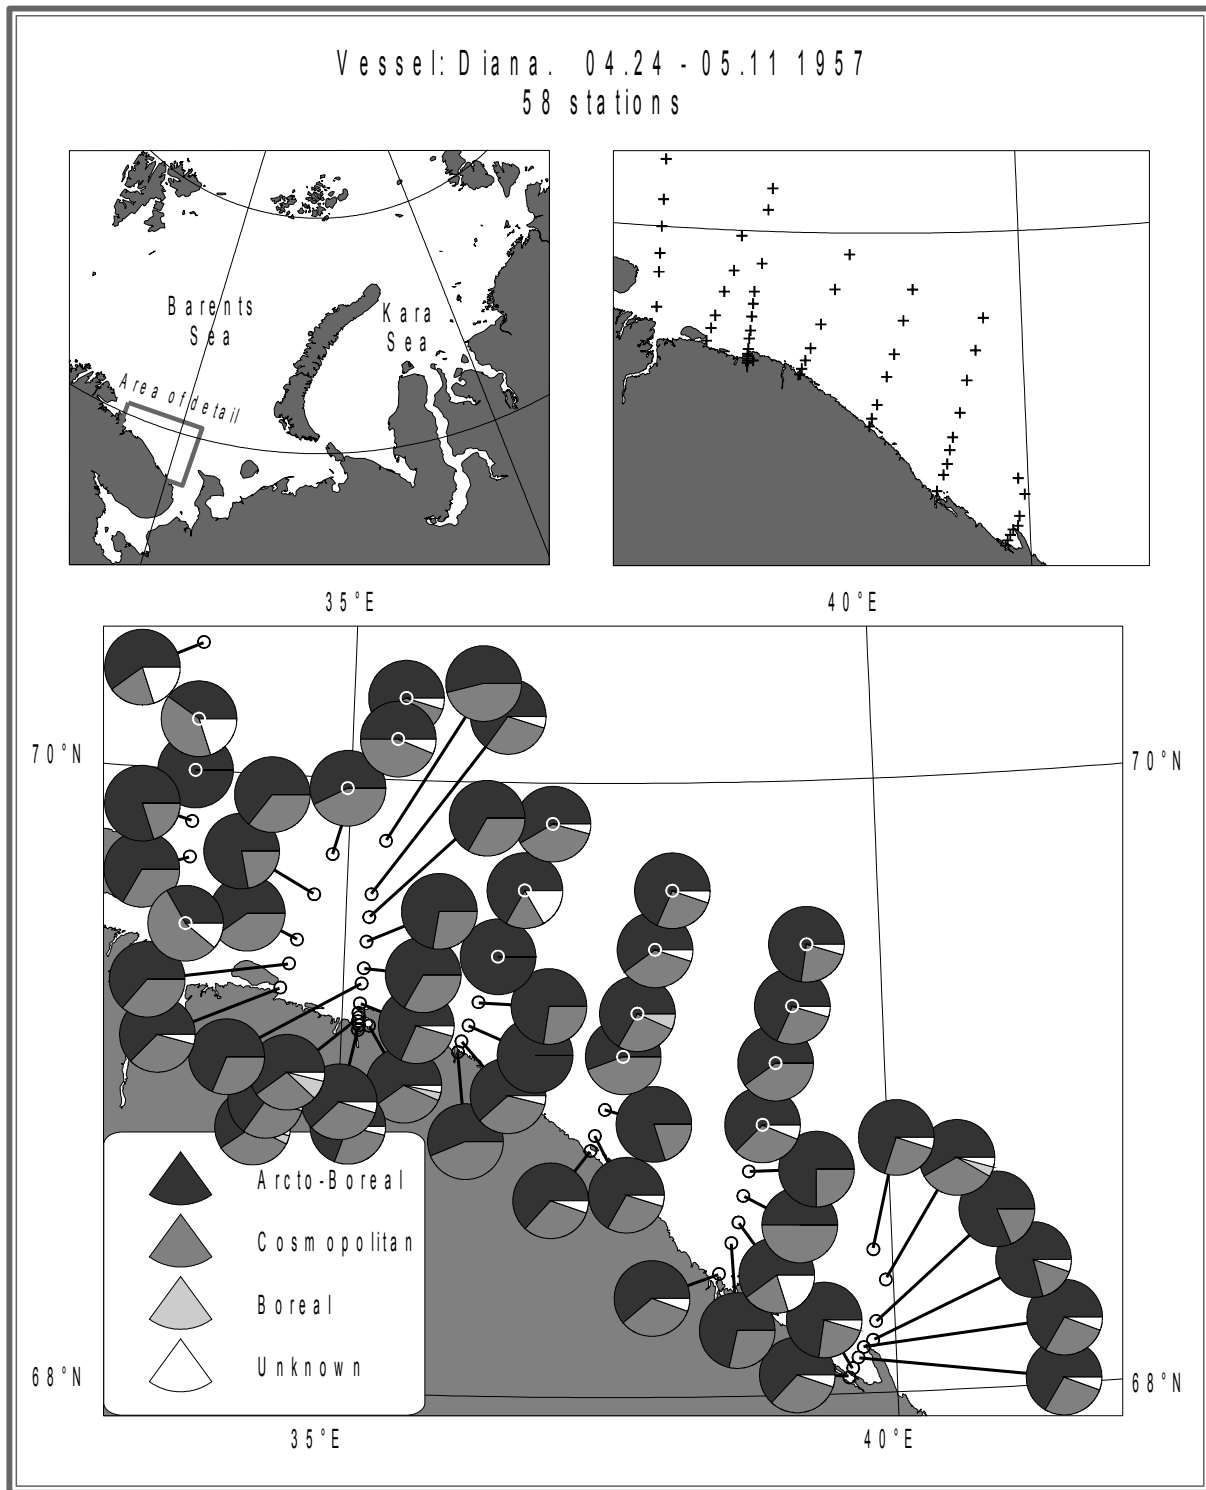 Vessel: Diana. 04.24 - 05.11 1957
58 stations
Barents
Sea
Kara
Sea
Area of detail
35°E
40°E
70°N
70°N
Arcto-Boreal
Cosmopolitan
Boreal
Unknown
68°N
68°N
35°E
40°E